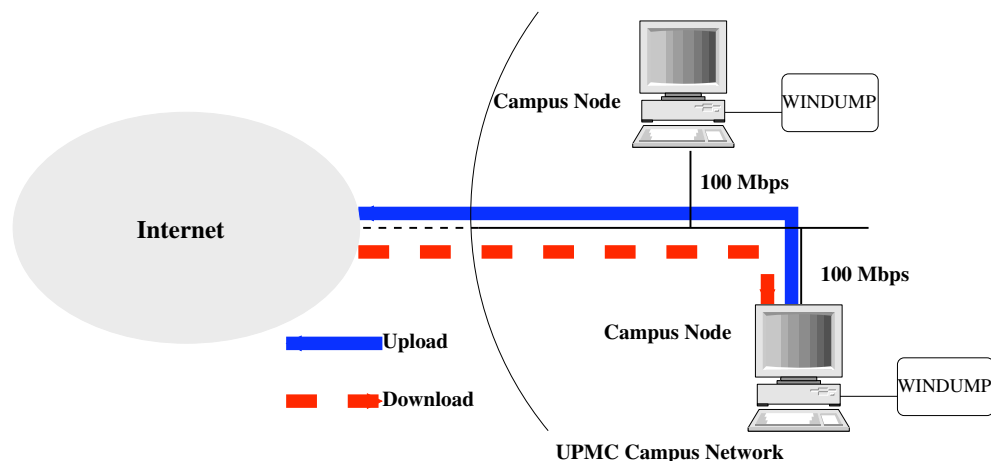 Campus Node
WINDUMP
100 Mbps
Internet
100 Mbps
Campus Node
Upload
WINDUMP
Download
UPMC Campus Network